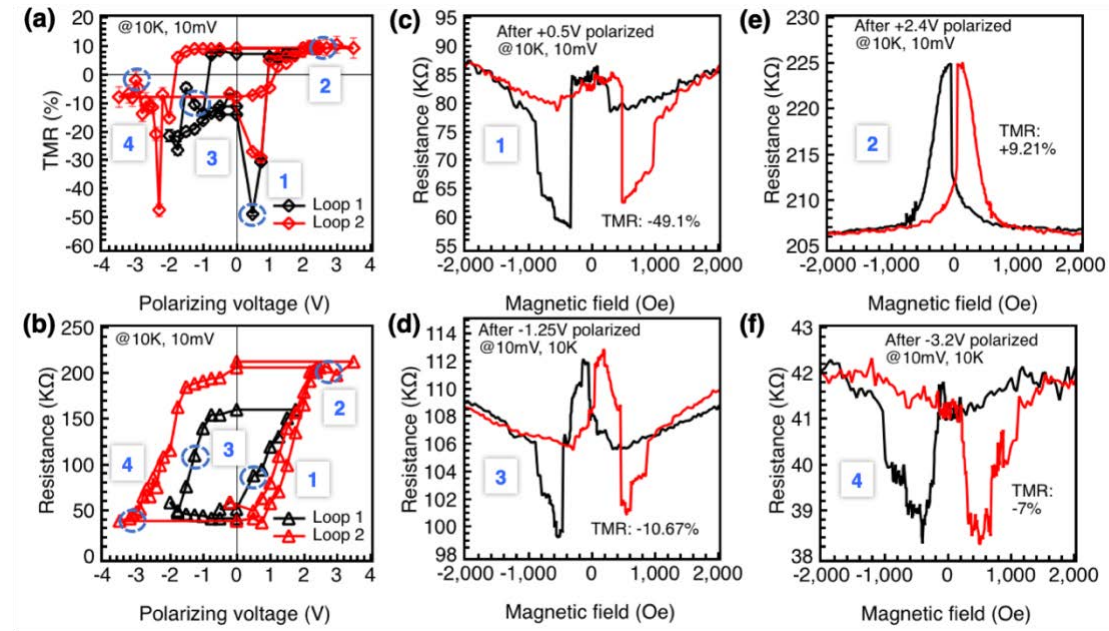 (a)
@10K, 10mV
TMR (%)
20
10
0
-10
-20
-30
-40
-50
-60
2
4
3
1
Loop 1
Loop 2
-4 -3 -2 -1 0 1 2 3 4
Polarizing voltage (V)
(c)
After +0.5V polarized
@10K, 10mV
Resistance (KΩ)
95
90
85
80
75
70
65
60
55
1
TMR: -49.1%
-2,000 -1,000 0 1,000 2,000
Magnetic field (Oe)
(e)
After +2.4V polarized
@10K, 10mV
Resistance (KΩ)
230
225
220
215
210
205
2
TMR:
+9.21%
-2,000 -1,000 0 1,000 2,000
Magnetic field (Oe)
(b)
@10K, 10mV
Resistance (KΩ)
250
200
150
100
50
0
2
3
4
1
Loop 1
Loop 2
-4 -3 -2 -1 0 1 2 3 4
Polarizing voltage (V)
(d)
After -1.25V polarized
@10mV, 10K
Resistance (KΩ)
114
112
110
108
106
104
102
100
98
3
TMR: -10.67%
-2,000 -1,000 0 1,000 2,000
Magnetic field (Oe)
(f)
After -3.2V polarized
@10mV, 10K
Resistance (KΩ)
43
42
41
40
39
38
4
TMR:
-7%
-2,000 -1,000 0 1,000 2,000
Magnetic field (Oe)